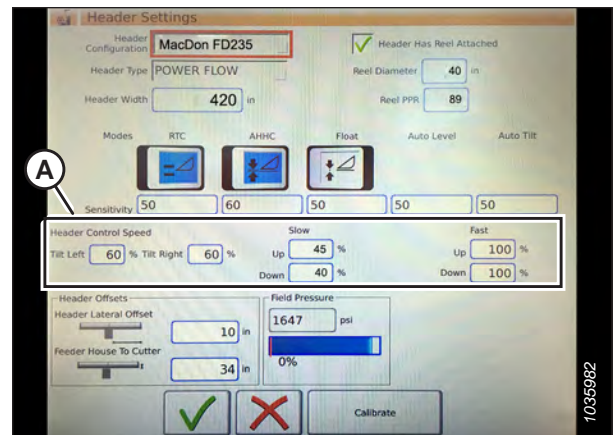 Header Settings
Header Configuration MacDon FD235 Header Has Reel Attached
Header Type POWER FLOW Reel Diameter 40 in
Header Width 420 in Reel PPR 89
Modes RTC AHHC Float Auto Level Auto Tilt
A
Sensitivity 50 60 50 50 50
Header Control Speed Slow Fast
Tilt Left 60 % Tilt Right 60 % Up 45 % Up 100 %
Down 40 % Down 100 %
Header Offsets Field Pressure
Header Lateral Offset 10 in 1647 psi
Feeder House To Cutter 34 in 0%
Calibrate
1035982